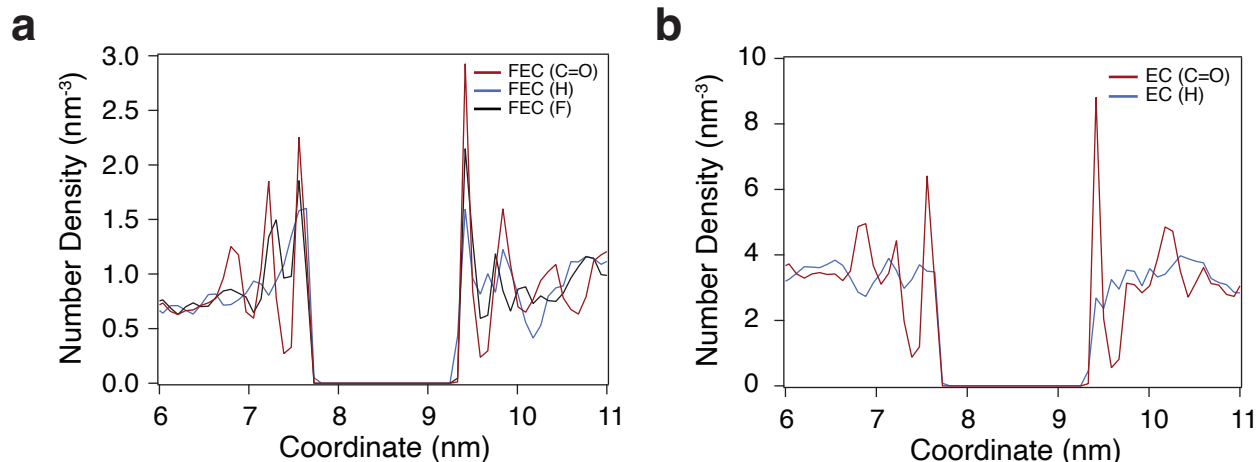 a
3.0
2.5
2.0
1.5
1.0
0.5
0.0
Number Density (nm-3)
FEC (C=O)
FEC (H)
FEC (F)
6 7 8 9 10 11
Coordinate (nm)
b
10
8
6
4
2
0
Number Density (nm-3)
EC (C=O)
EC (H)
6 7 8 9 10 11
Coordinate (nm)